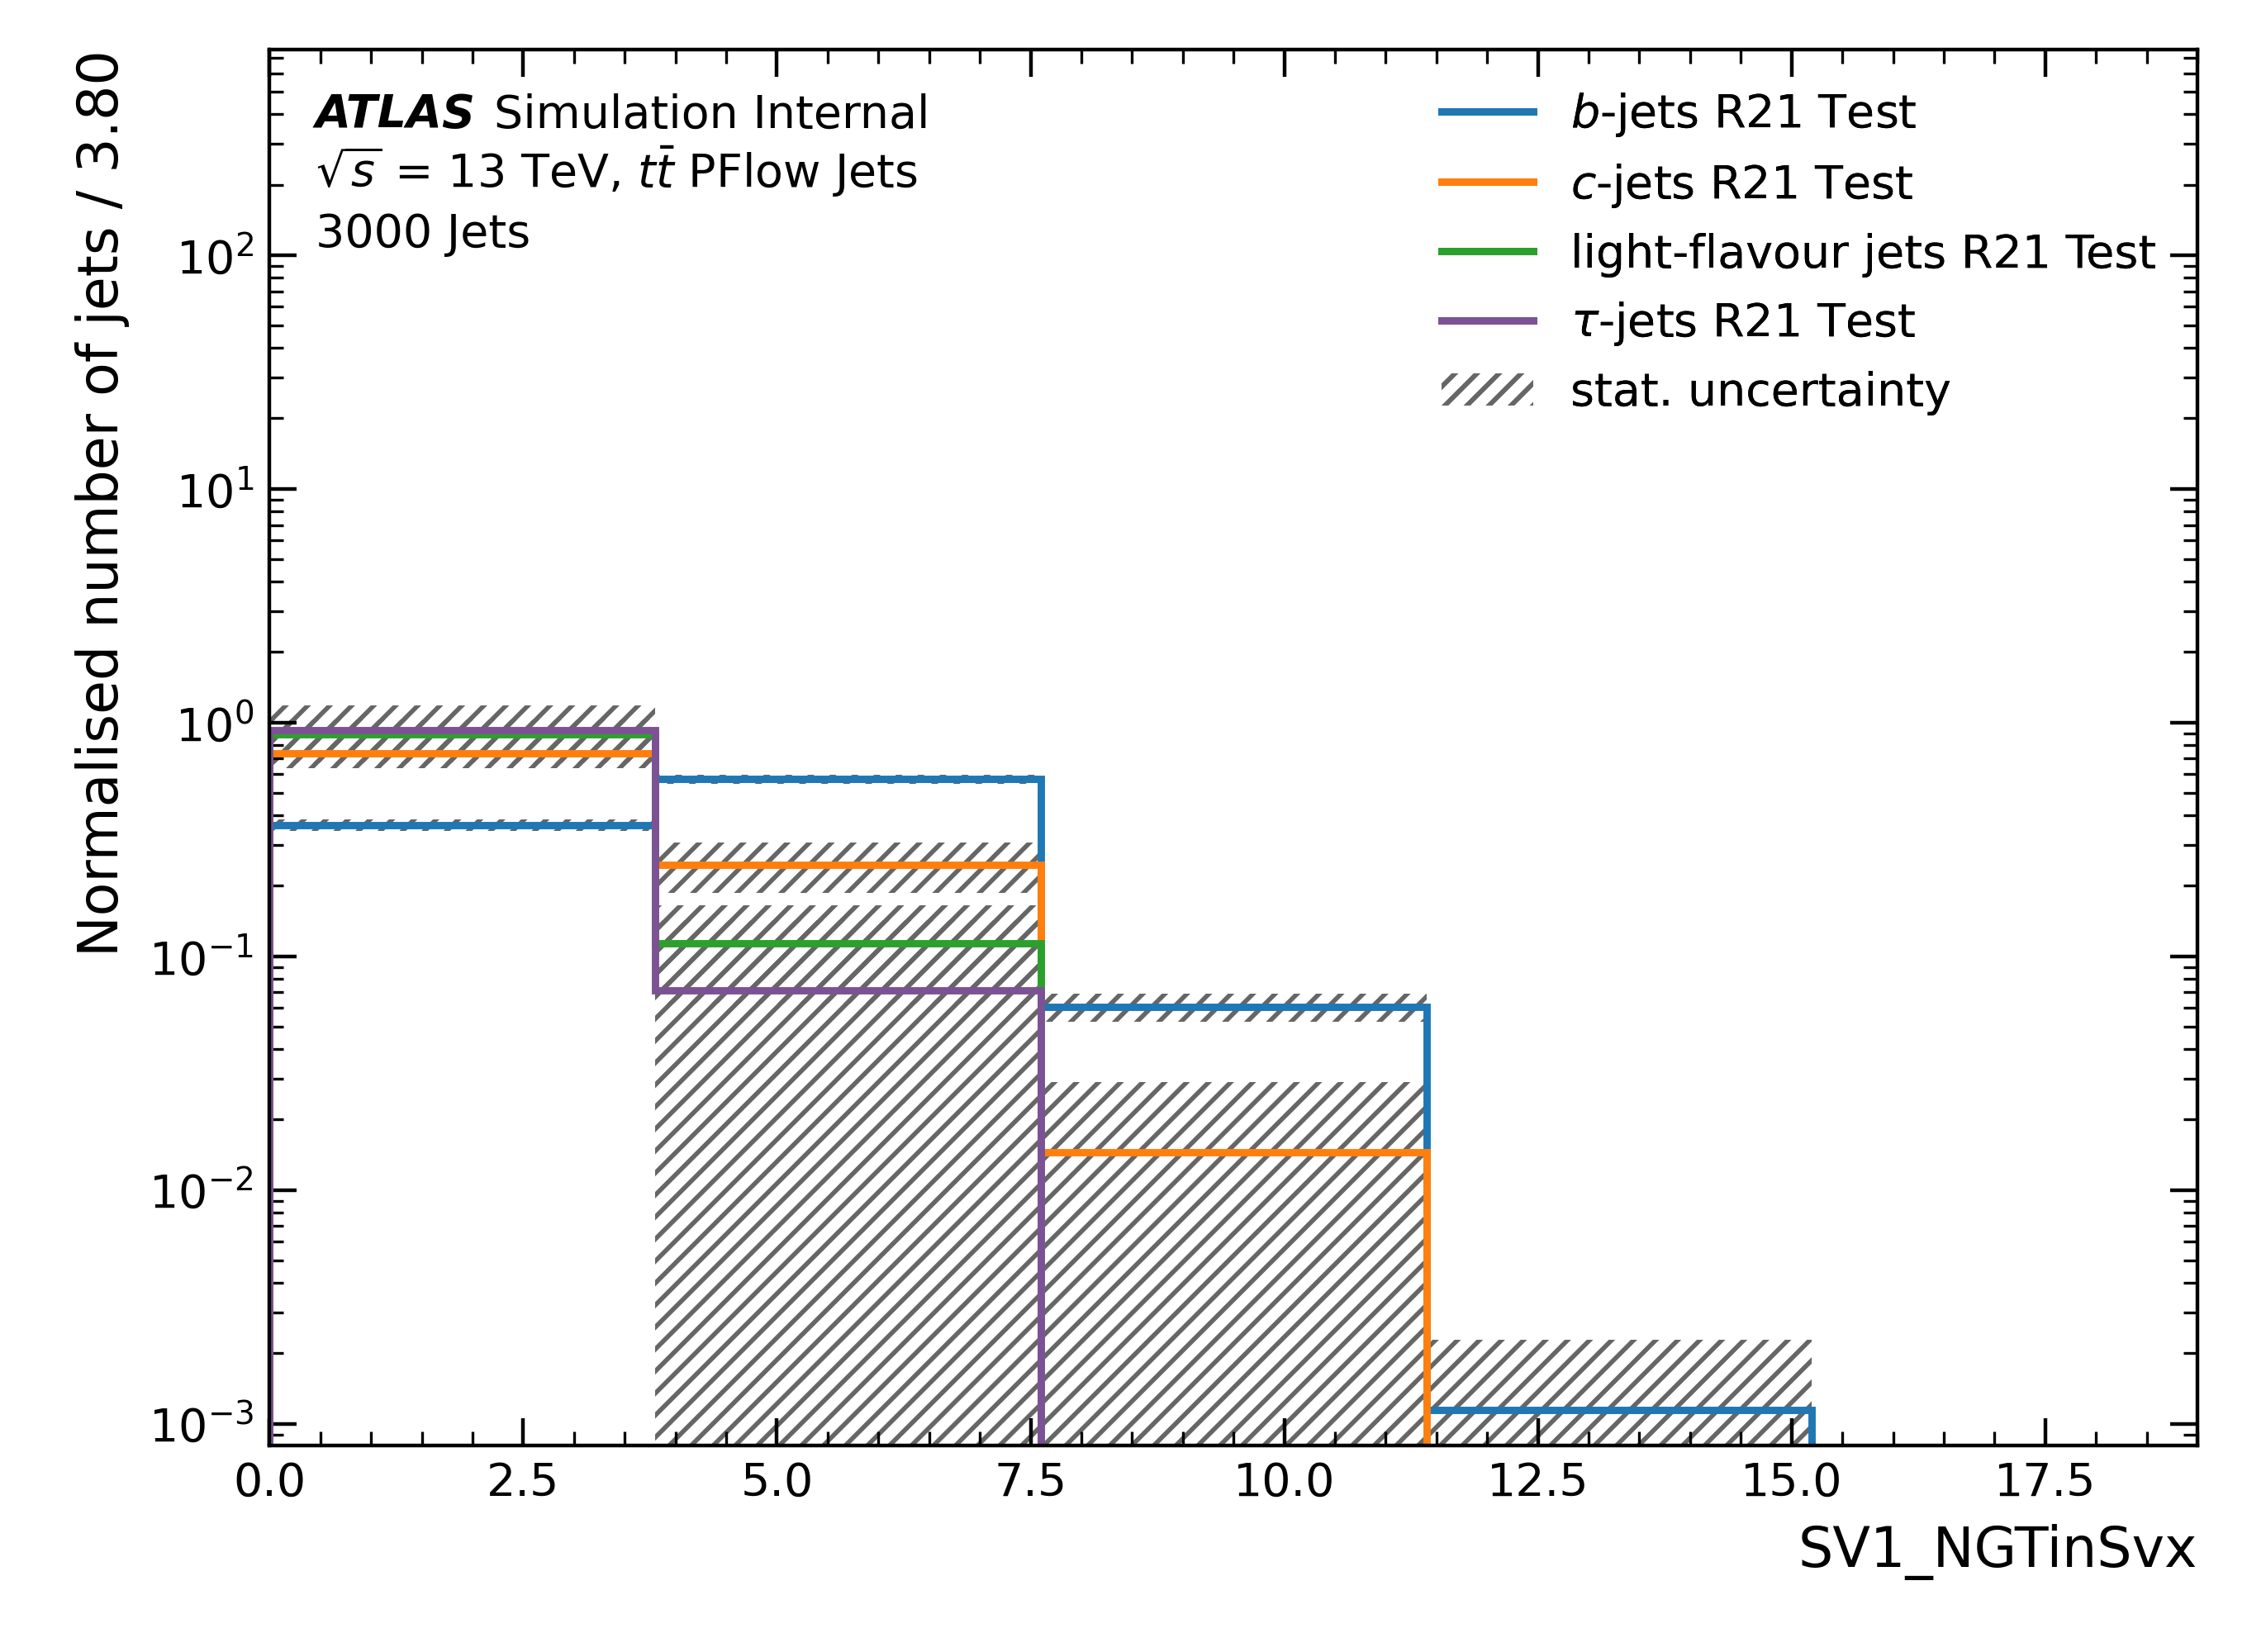 Normalised number of jets / 3.80
ATLAS Simulation Internal
√s = 13 TeV, tt̄ PFlow Jets
3000 Jets
b-jets R21 Test
c-jets R21 Test
light-flavour jets R21 Test
τ-jets R21 Test
stat. uncertainty
10²
10¹
10⁰
10⁻¹
10⁻²
10⁻³
0.0 2.5 5.0 7.5 10.0 12.5 15.0 17.5
SV1_NGTinSvx